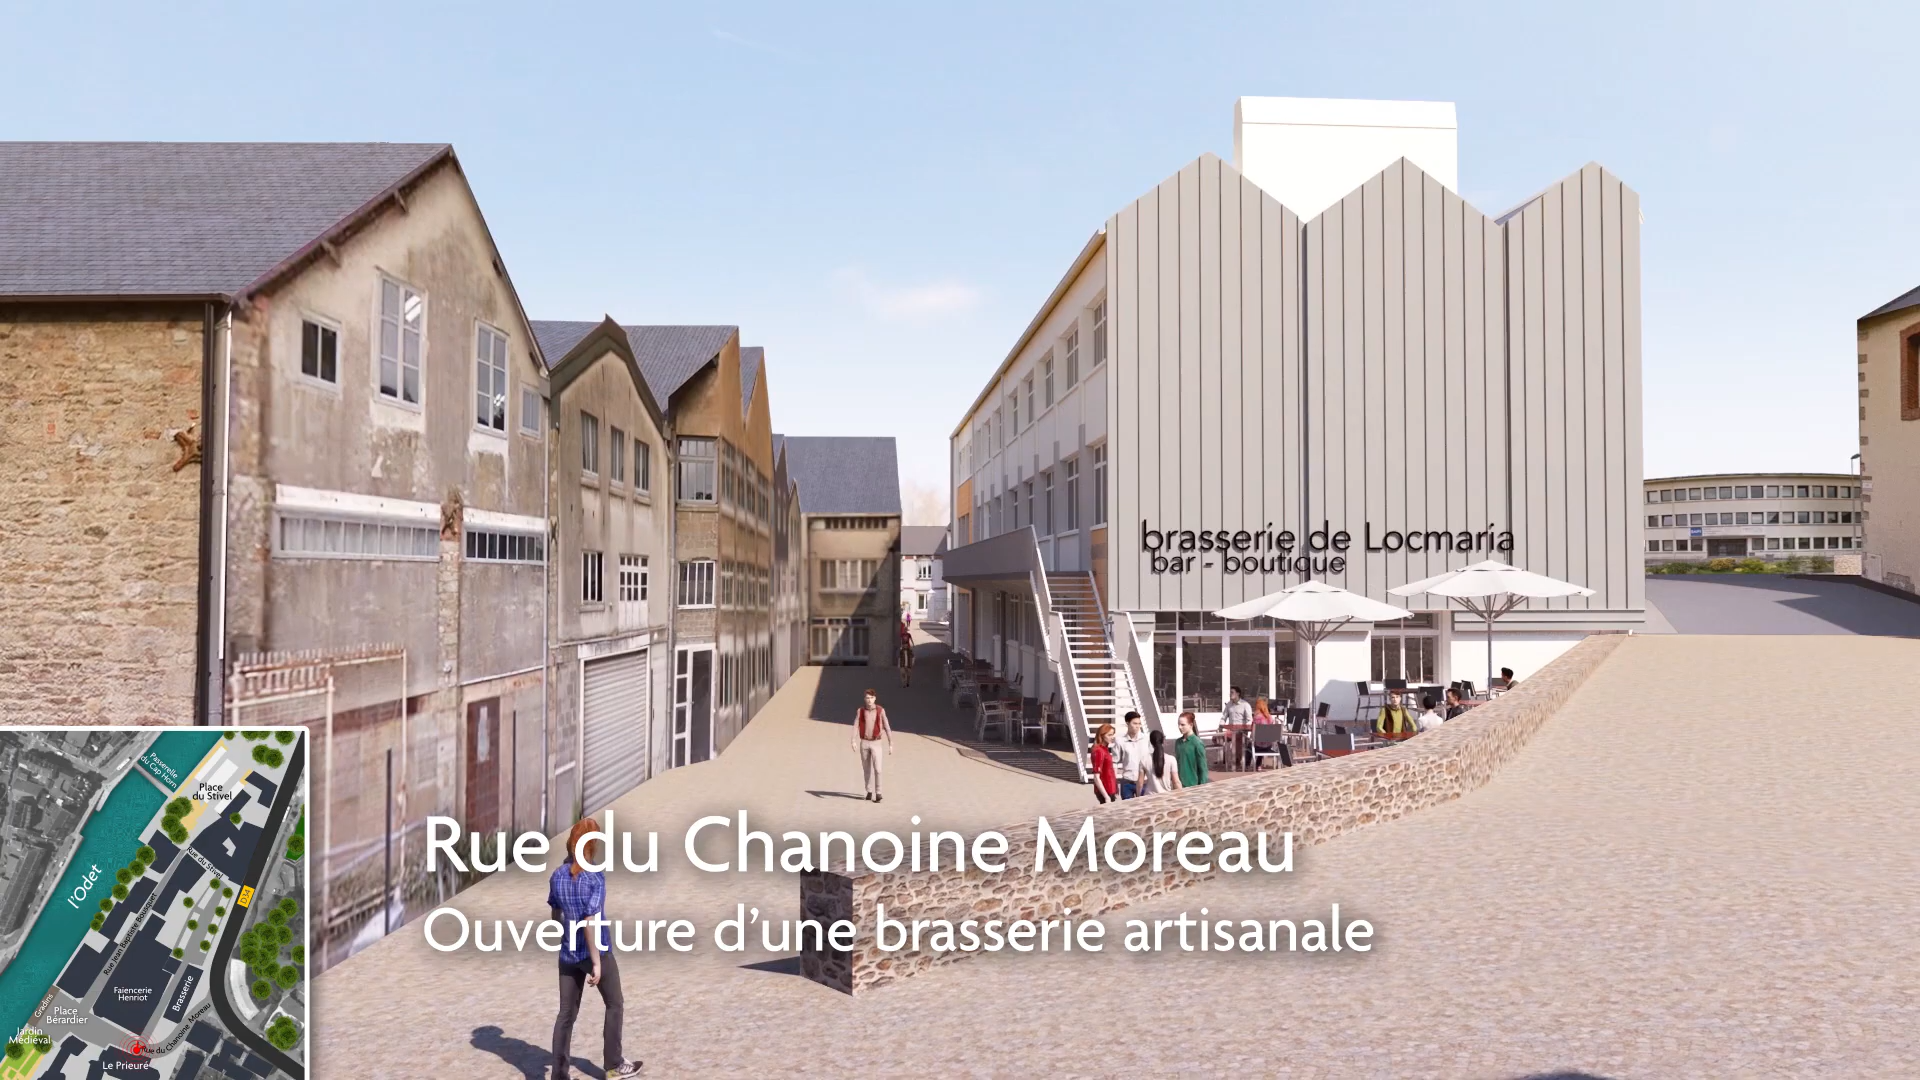 brasserie de Locmaria
bar - boutique
Rue du Chanoine Moreau
Ouverture d'une brasserie artisanale
Passerelle
du Cap Horn
Place
du Stivel
Rue du Stivel
l'Odet
D34
Rue Jean Baptiste Bousquet
Faiencerie
Henriot
Brasserie
Gradins
Place
Bérardier
Jardin
Médiéval
Rue du Chanoine Moreau
Le Prieuré